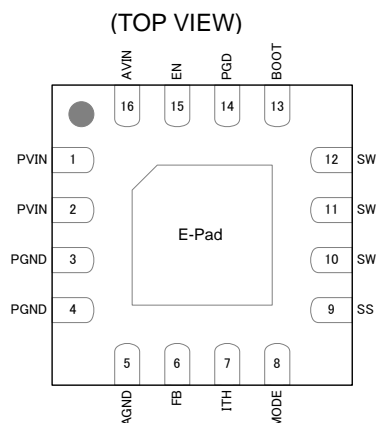 (TOP VIEW)
AVIN
EN
PGD
BOOT
16
15
14
13
PVIN 1
12 SW
PVIN 2
11 SW
E-Pad
PGND 3
10 SW
PGND 4
9 SS
5
6
7
8
AGND
FB
ITH
MODE